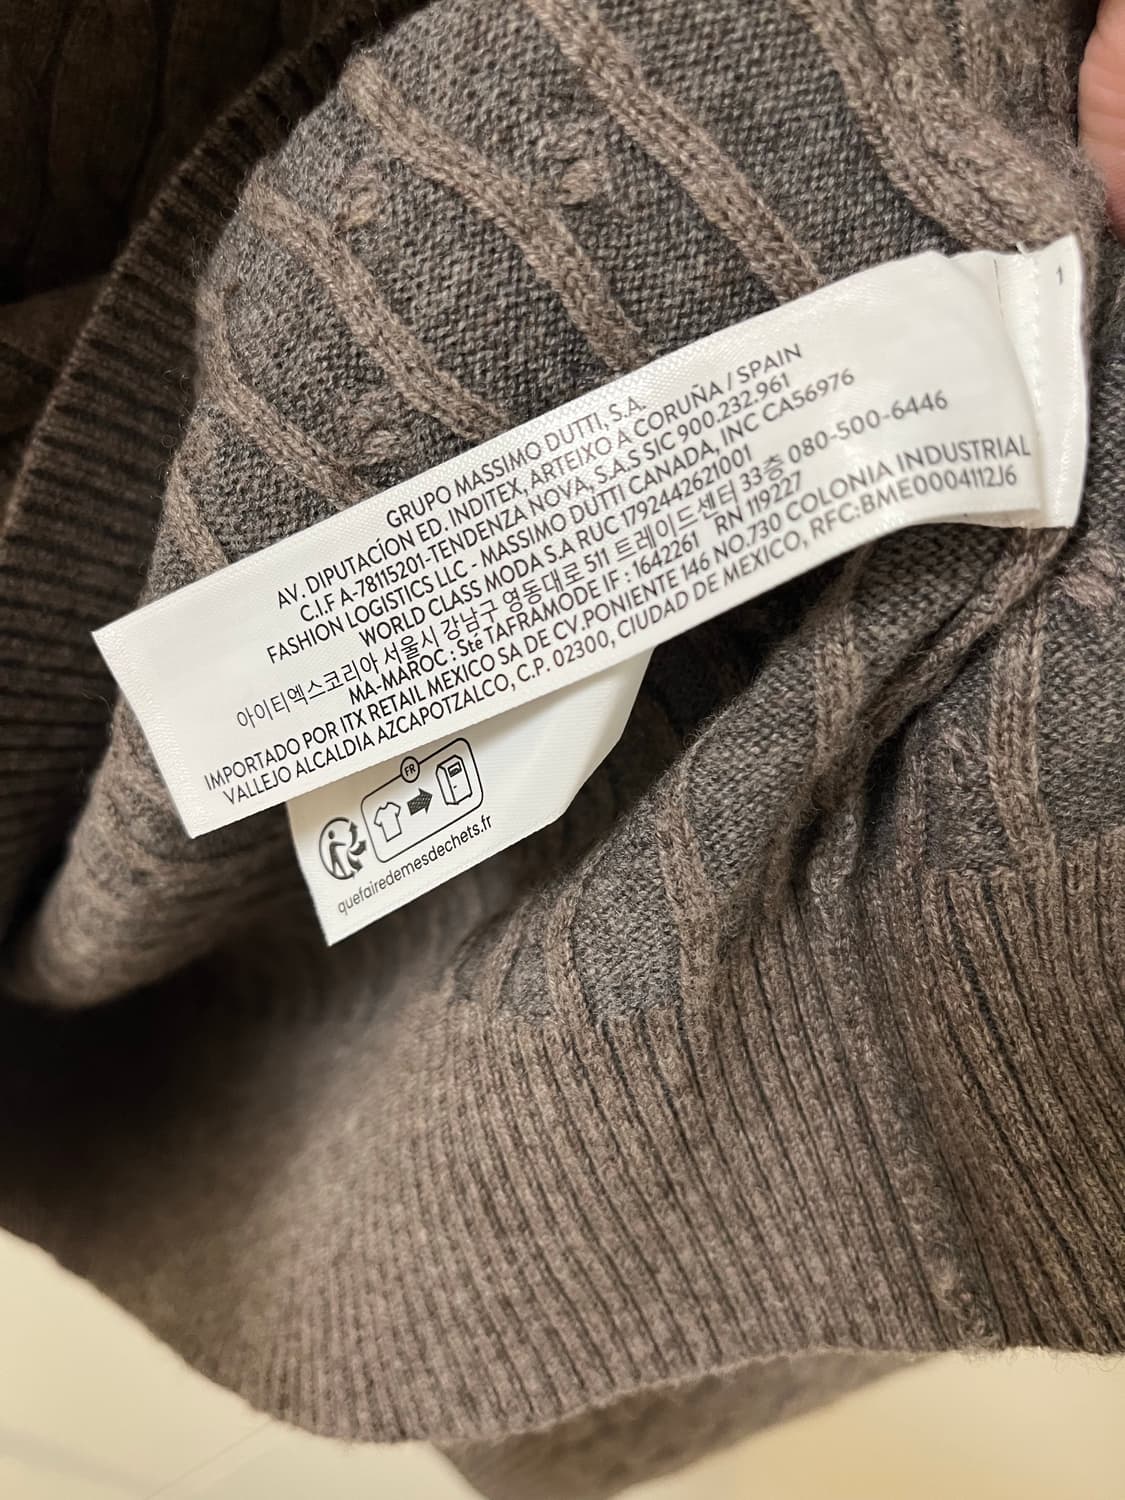 1
GRUPO MASSIMO DUTTI, S.A.
AV. DIPUTACÍON ED. INDITEX, ARTEIXO A CORUÑA / SPAIN
C.I.F A-78115201-TENDENZA NOVA, S.A.S SIC 900.232.961
FASHION LOGISTICS LLC - MASSIMO DUTTI CANADA, INC CA56976
WORLD CLASS MODA S.A RUC 1792442621001
아이티엑스코리아 서울시 강남구 영동대로 511 트레이드센터 33층 080-500-6446
MA-MAROC : Sté TAFRAMODE IF : 1642261 RN 119227
IMPORTADO POR ITX RETAIL MEXICO SA DE CV.PONIENTE 146 NO.730 COLONIA INDUSTRIAL
VALLEJO ALCALDIA AZCAPOTZALCO, C.P. 02300, CIUDAD DE MEXICO, RFC:BME0004112J6
FR
quefairedemesdechets.fr